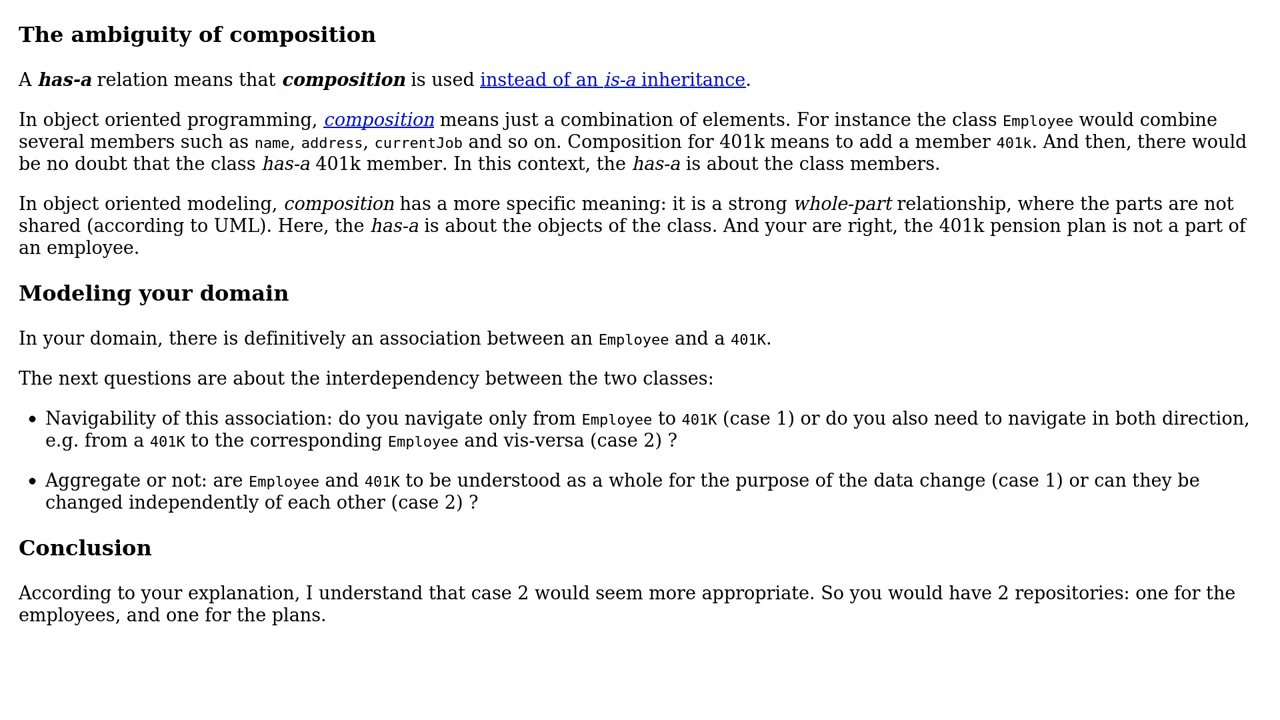 The ambiguity of composition
A has-a relation means that composition is used instead of an is-a inheritance.
In object oriented programming, composition means just a combination of elements. For instance the class Employee would combine
several members such as name, address, currentJob and so on. Composition for 401k means to add a member 401k. And then, there would
be no doubt that the class has-a 401k member. In this context, the has-a is about the class members.
In object oriented modeling, composition has a more specific meaning: it is a strong whole-part relationship, where the parts are not
shared (according to UML). Here, the has-a is about the objects of the class. And your are right, the 401k pension plan is not a part of
an employee.
Modeling your domain
In your domain, there is definitively an association between an Employee and a 401K.
The next questions are about the interdependency between the two classes:
• Navigability of this association: do you navigate only from Employee to 401K (case 1) or do you also need to navigate in both direction,
e.g. from a 401K to the corresponding Employee and vis-versa (case 2) ?
• Aggregate or not: are Employee and 401K to be understood as a whole for the purpose of the data change (case 1) or can they be
changed independently of each other (case 2) ?
Conclusion
According to your explanation, I understand that case 2 would seem more appropriate. So you would have 2 repositories: one for the
employees, and one for the plans.